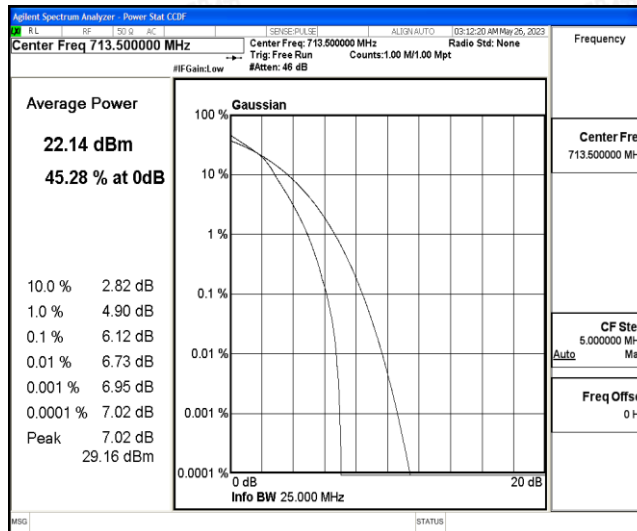 Agilent Spectrum Analyzer - Power Stat CCDF
RL RF 50 Ω AC SENSE:PULSE ALIGN AUTO 03:12:20 AM May 26, 2023
Center Freq 713.500000 MHz
Center Freq: 713.500000 MHz Radio Std: None
Trig: Free Run Counts:1.00 M/1.00 Mpt
#IFGain:Low #Atten: 46 dB
Frequency
Average Power
22.14 dBm
45.28 % at 0dB
10.0 % 2.82 dB
1.0 % 4.90 dB
0.1 % 6.12 dB
0.01 % 6.73 dB
0.001 % 6.95 dB
0.0001 % 7.02 dB
Peak 7.02 dB
29.16 dBm
Gaussian
100 %
10 %
1 %
0.1 %
0.01 %
0.001 %
0.0001 %
0 dB 20 dB
Info BW 25.000 MHz
Center Fre
713.500000 MH
CF Ste
5.000000 MH
Auto Ma
Freq Offs
0 H
MSG STATUS